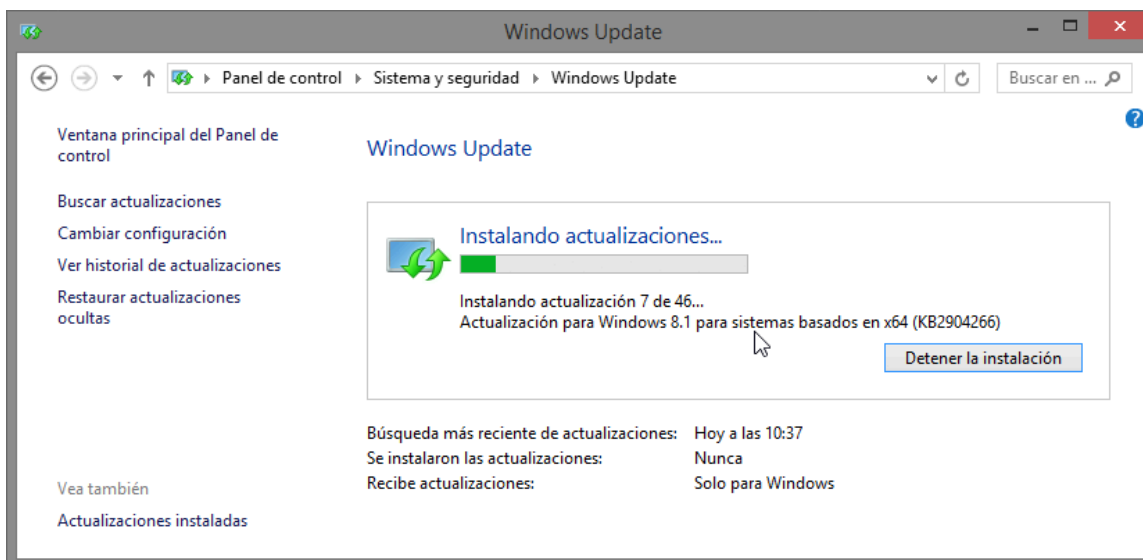 Windows Update
Panel de control Sistema y seguridad Windows Update
Buscar en ...
Ventana principal del Panel de
control
Buscar actualizaciones
Cambiar configuración
Ver historial de actualizaciones
Restaurar actualizaciones
ocultas
Vea también
Actualizaciones instaladas
Windows Update
Instalando actualizaciones...
Instalando actualización 7 de 46...
Actualización para Windows 8.1 para sistemas basados en x64 (KB2904266)
Detener la instalación
Búsqueda más reciente de actualizaciones: Hoy a las 10:37
Se instalaron las actualizaciones: Nunca
Recibe actualizaciones: Solo para Windows